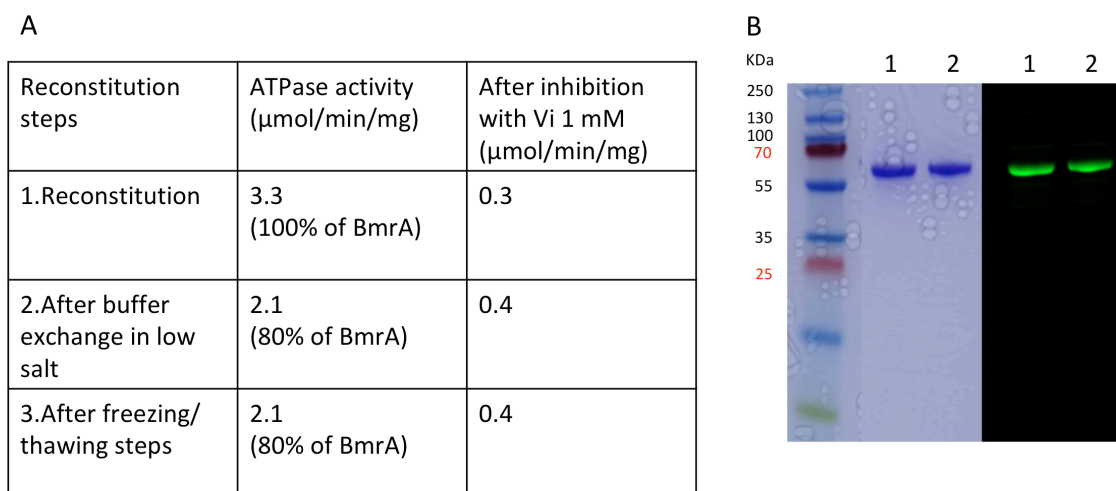 A
Reconstitution
steps
ATPase activity
(µmol/min/mg)
After inhibition
with Vi 1 mM
(µmol/min/mg)
1.Reconstitution
3.3
(100% of BmrA)
0.3
2.After buffer
exchange in low
salt
2.1
(80% of BmrA)
0.4
3.After freezing/
thawing steps
2.1
(80% of BmrA)
0.4
B
KDa
1 2 1 2
250
130
100
70
55
35
25